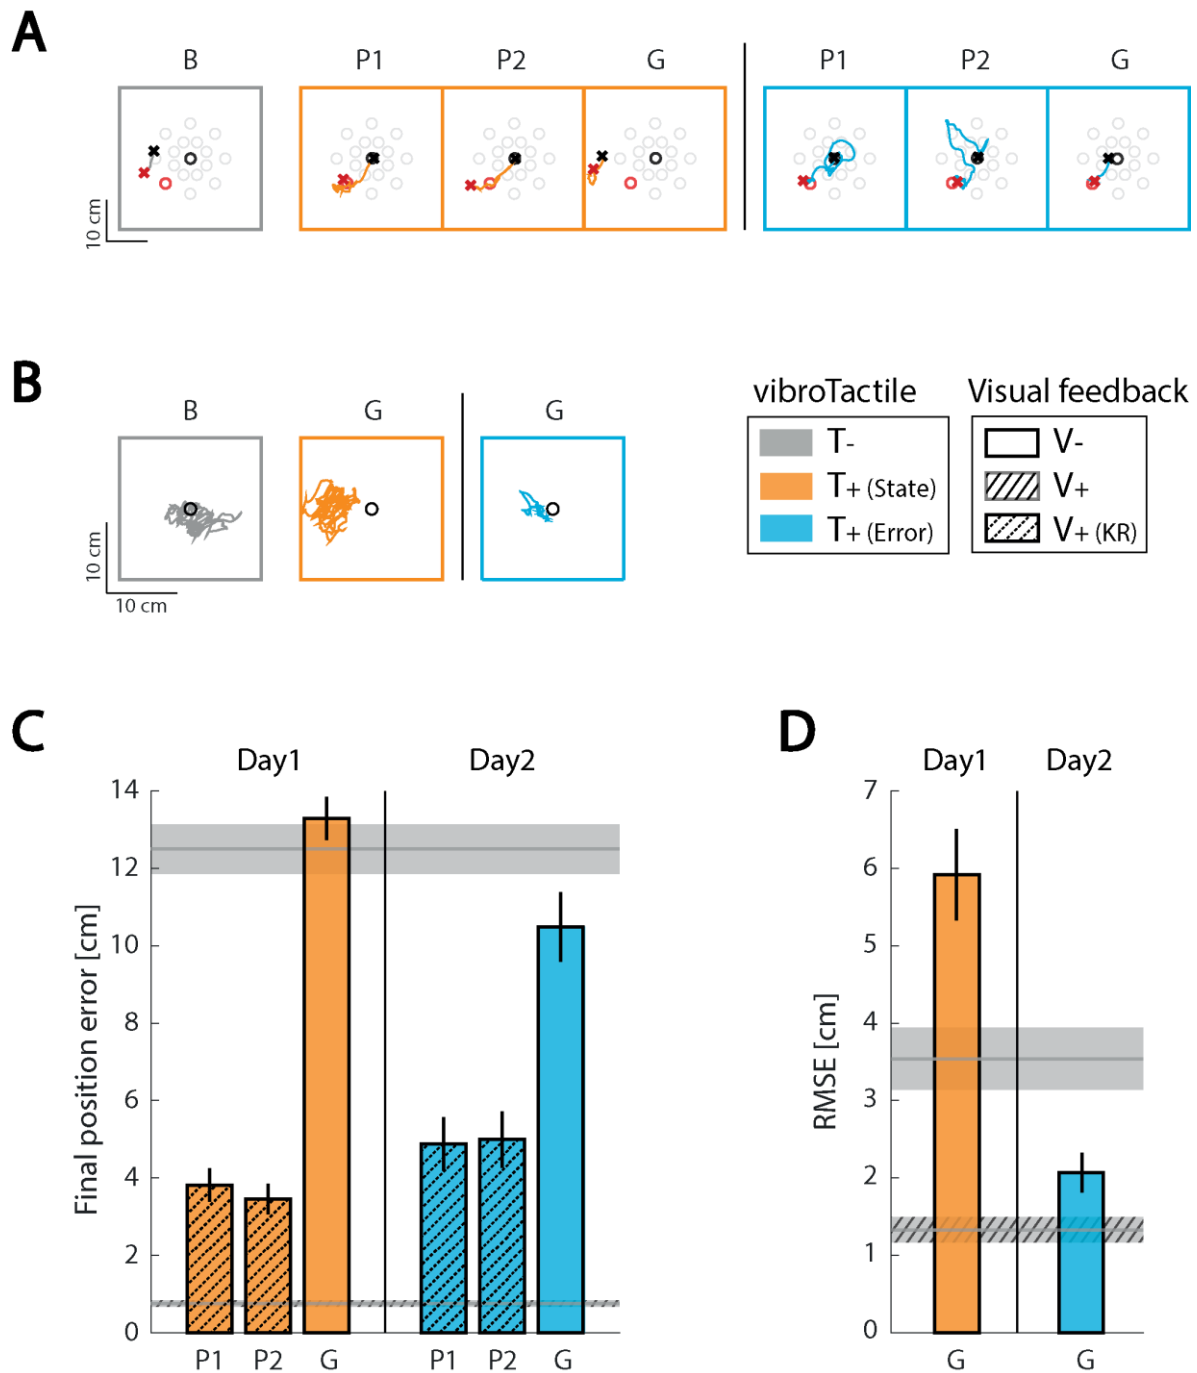 A
B P1 P2 G P1 P2 G
10 cm
B
B G G
10 cm
10 cm
vibroTactile
T-
T+ (State)
T+ (Error)
Visual feedback
V-
V+
V+ (KR)
C
Day1 Day2
Final position error [cm]
14
12
10
8
6
4
2
0
P1 P2 G P1 P2 G
D
Day1 Day2
RMSE [cm]
7
6
5
4
3
2
1
0
G G